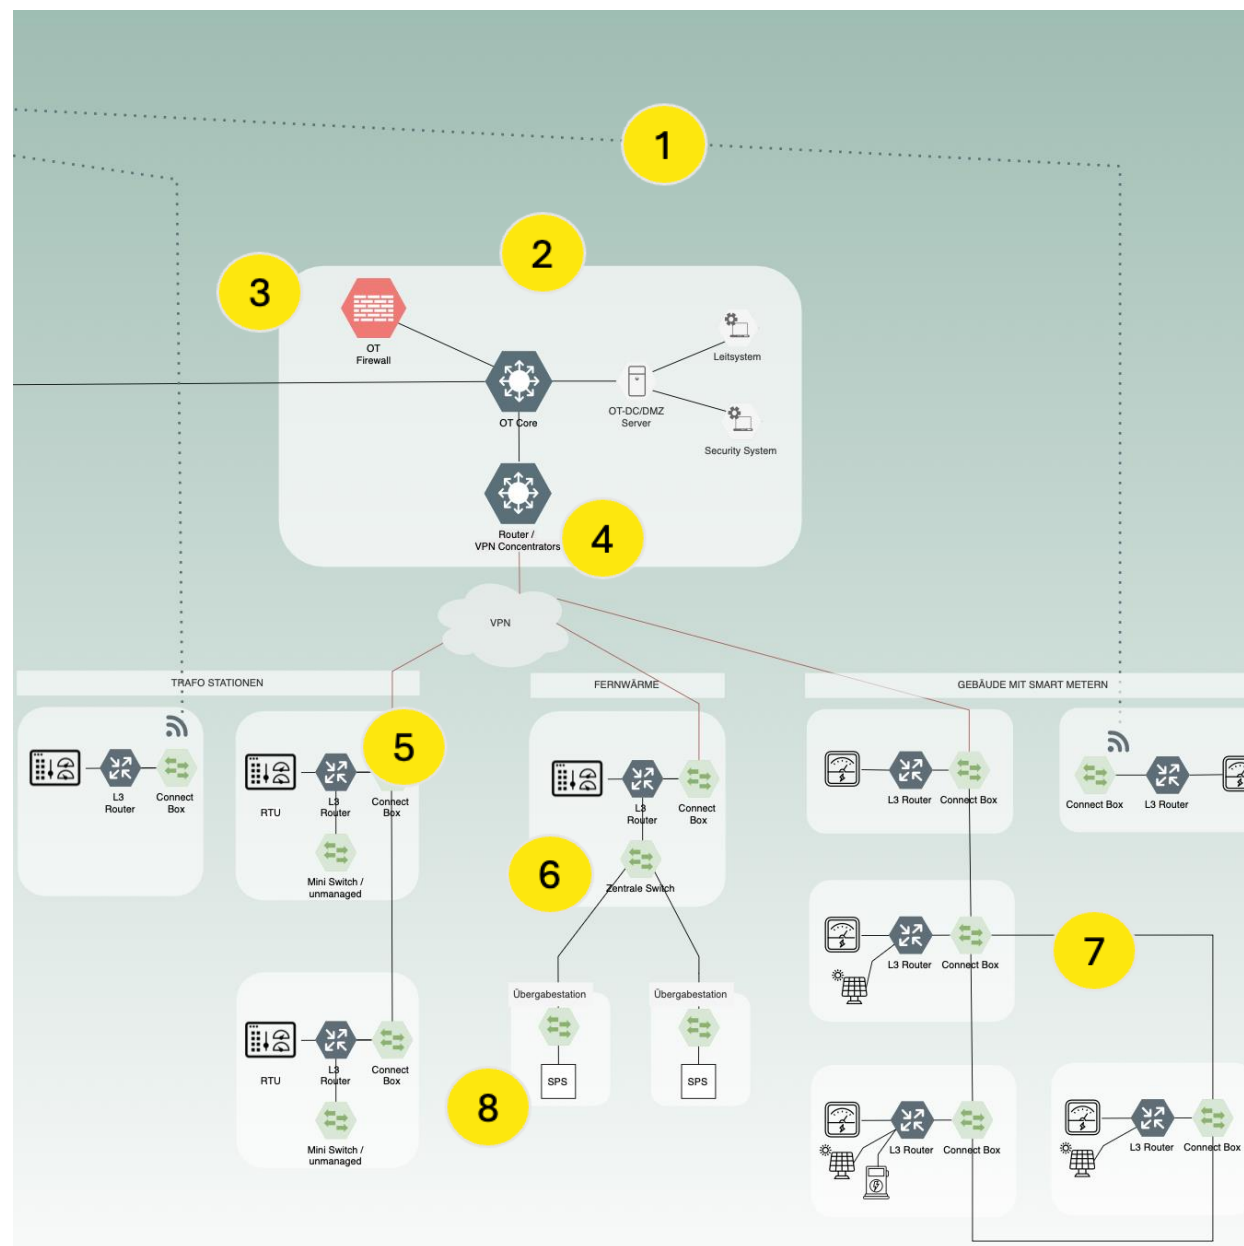 1
2
3
OT
Firewall
Leitsystem
OT Core
OT-DC/DMZ
Server
Security System
Router /
VPN Concentrators
4
VPN
TRAFO STATIONEN
FERNWÄRME
GEBÄUDE MIT SMART METERN
L3
Router
Connect
Box
RTU
L3
Router
5
Connect
Box
Mini Switch /
unmanaged
L3
Router
Connect
Box
6
Zentrale Switch
L3 Router
Connect Box
Connect Box
L3 Router
L3 Router
Connect Box
7
Übergabestation
Übergabestation
SPS
SPS
8
RTU
L3
Router
Connect
Box
Mini Switch /
unmanaged
L3 Router
Connect Box
L3 Router
Connect Box